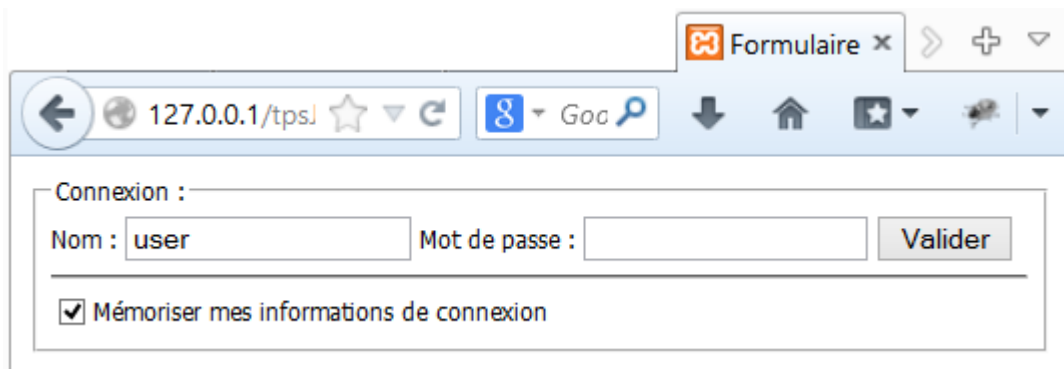 Formulaire
127.0.0.1/tps
8 Goo
Connexion :
Nom : user Mot de passe : Valider
Mémoriser mes informations de connexion